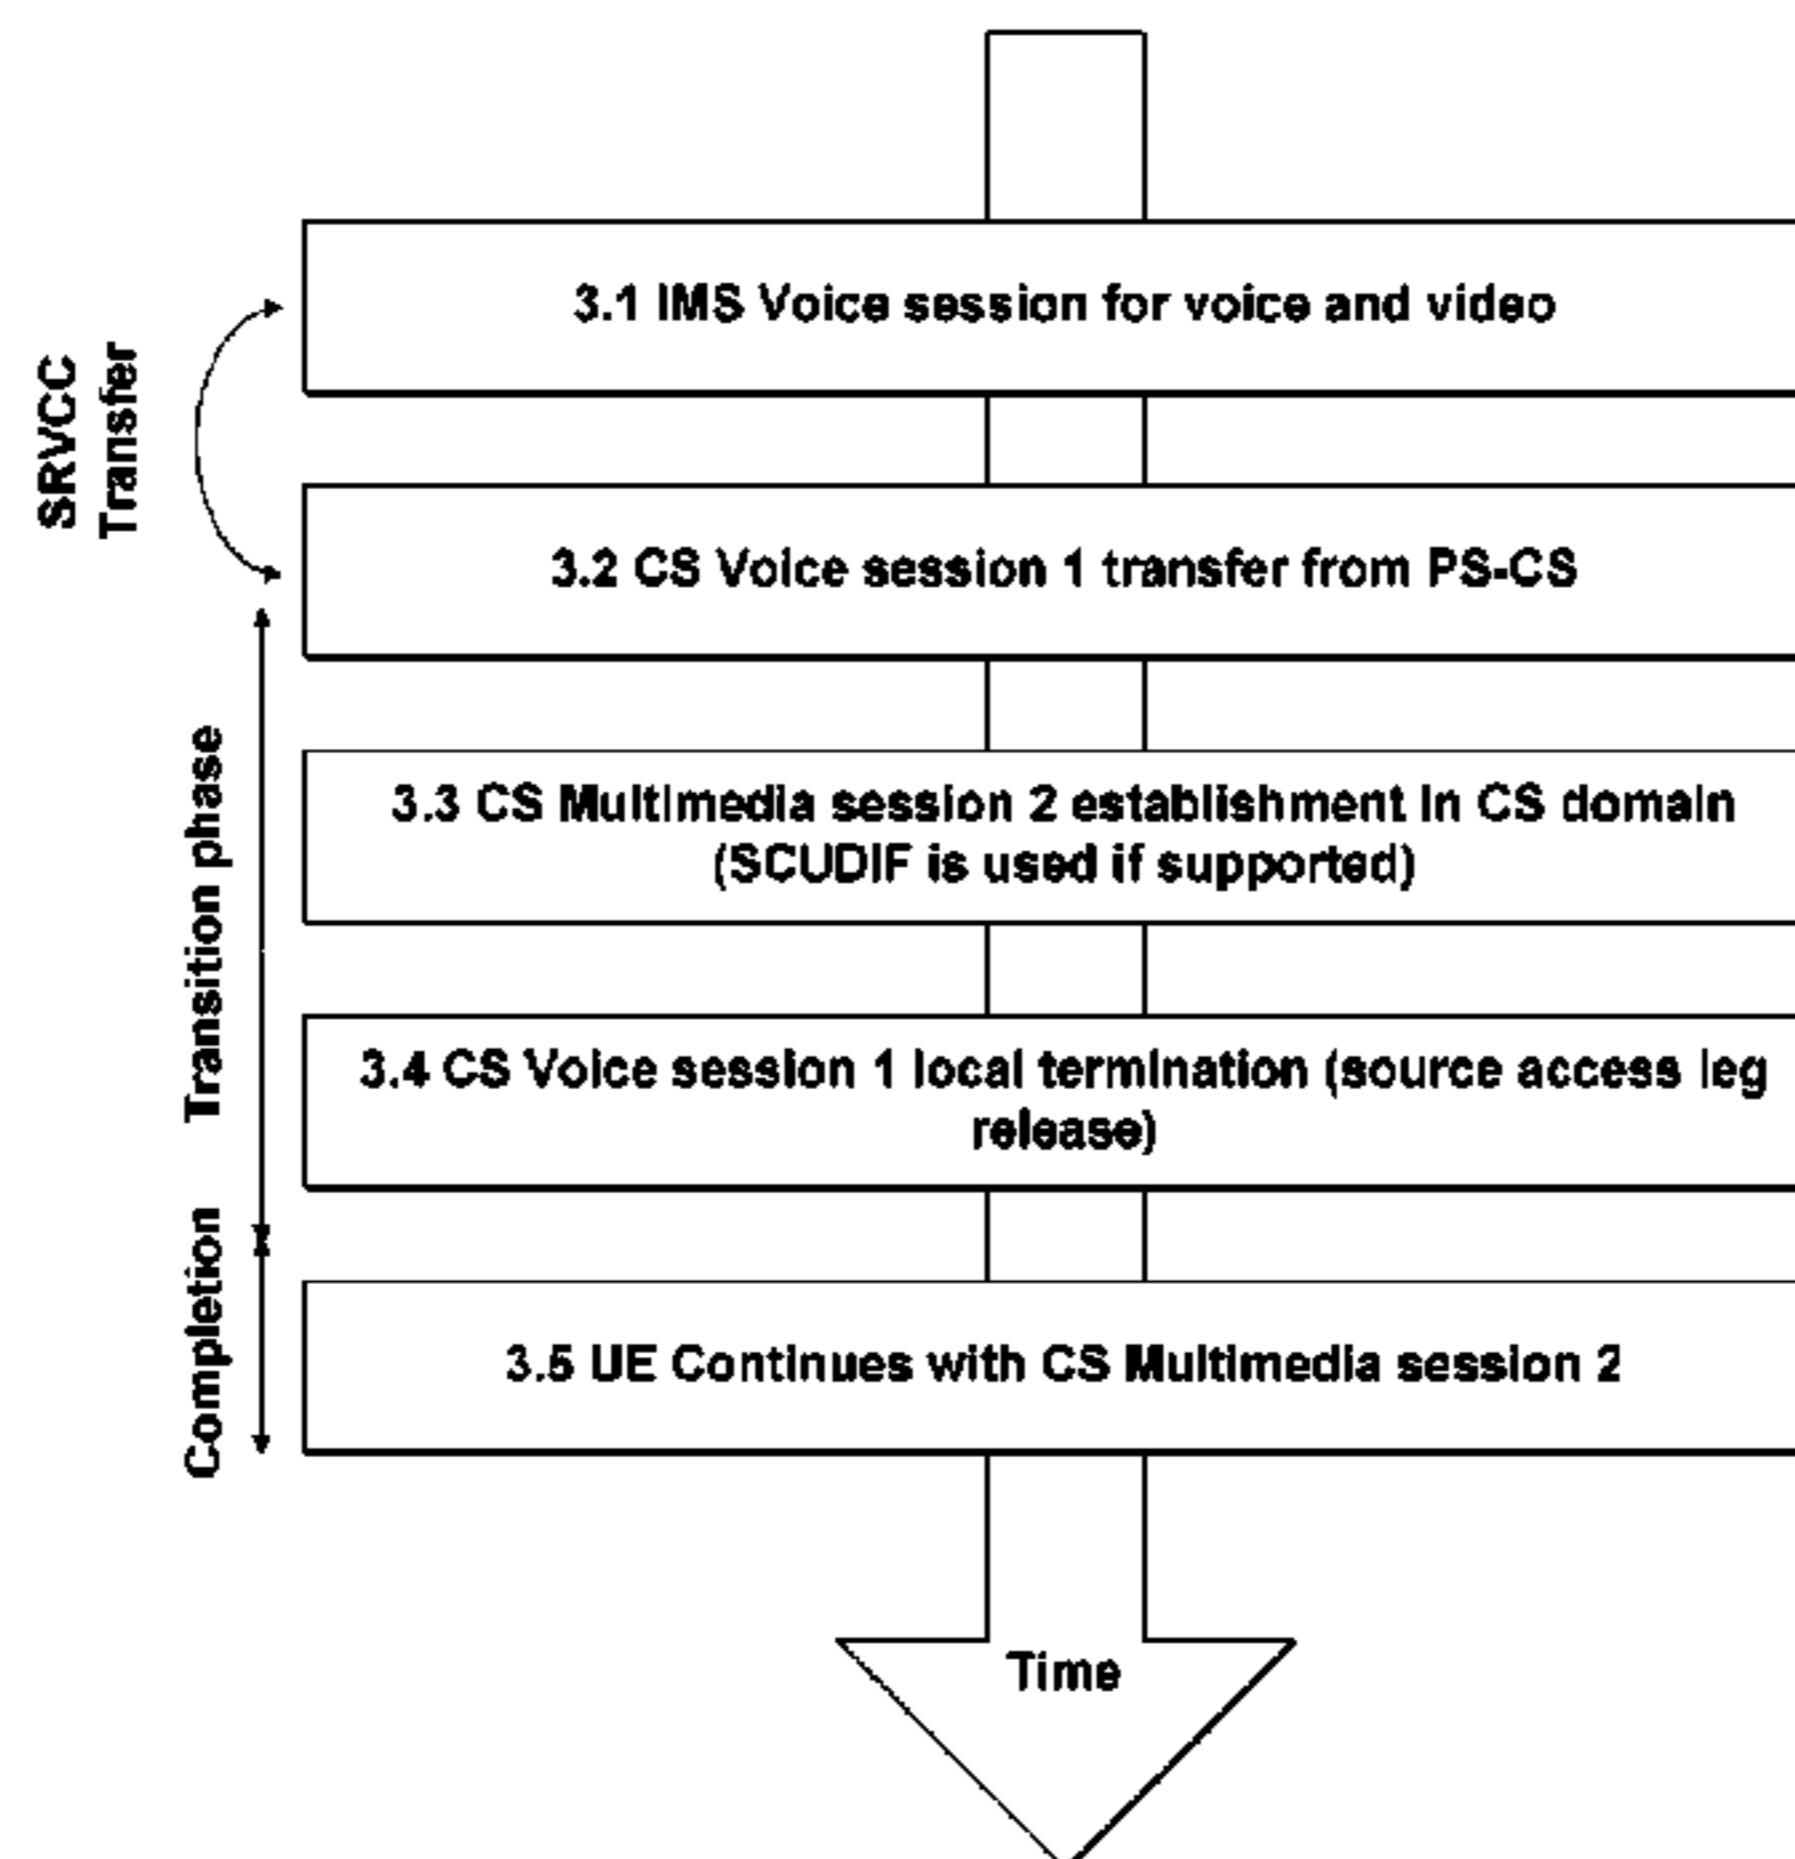 3.1 IMS Voice session for voice and video
SRVCC
Transfer
3.2 CS Voice session 1 transfer from PS-CS
Transition phase
3.3 CS Multimedia session 2 establishment in CS domain
(SCUDIF is used if supported)
3.4 CS Voice session 1 local termination (source access leg
release)
Completion
3.5 UE Continues with CS Multimedia session 2
Time